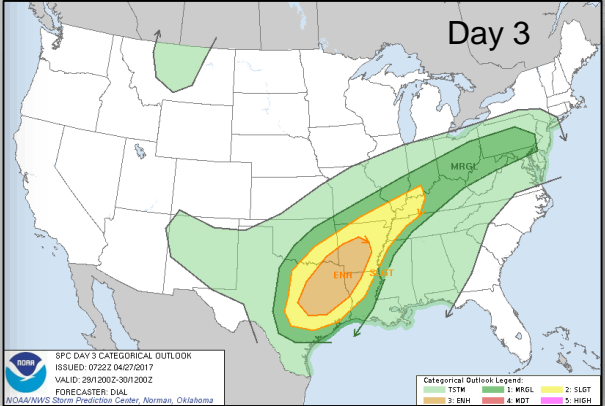 Day 3
MRGL
ENH
SLGT
NOAA
SPC DAY 3 CATEGORICAL OUTLOOK
ISSUED: 0722Z 04/27/2017
VALID: 29/1200Z-30/1200Z
FORECASTER: DIAL
NOAA/NWS Storm Prediction Center, Norman, Oklahoma
Categorical Outlook Legend:
TSTM 1: MRGL 2: SLGT
3: ENH 4: MDT 5: HIGH